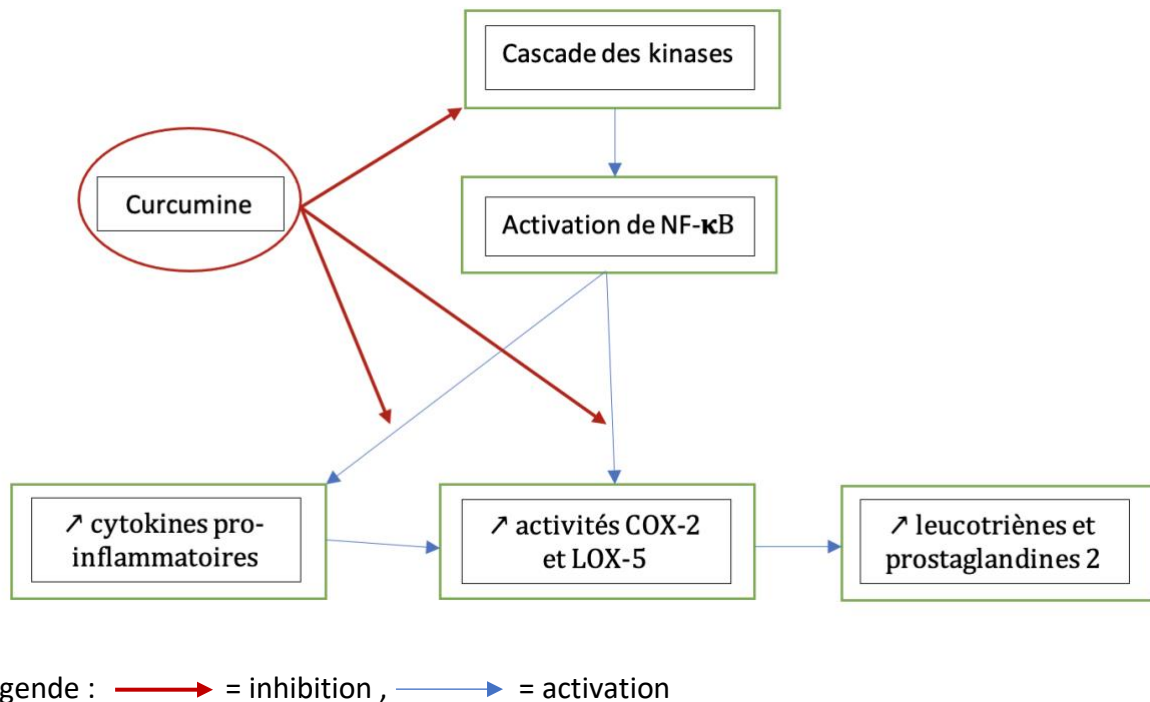 Cascade des kinases
Curcumine
Activation de NF-κB
↗ cytokines pro-
inflammatoires
↗ activités COX-2
et LOX-5
↗ leucotriènes et
prostaglandines 2
gende : = inhibition , = activation